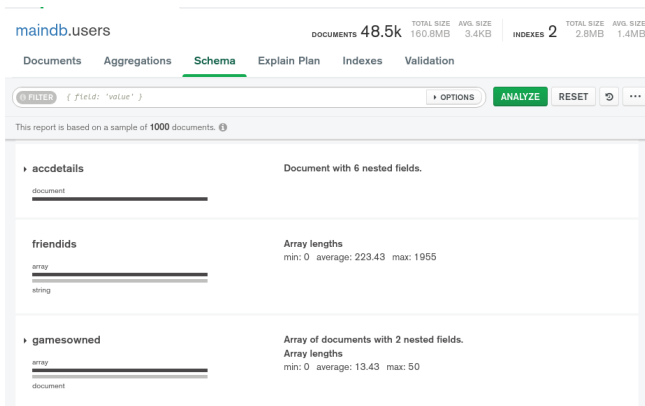 maindb.users
DOCUMENTS 48.5k TOTAL SIZE 160.8MB AVG. SIZE 3.4KB INDEXES 2 TOTAL SIZE 2.8MB AVG. SIZE 1.4MB
Documents Aggregations Schema Explain Plan Indexes Validation
FILTER { field: 'value' } OPTIONS ANALYZE RESET ...
This report is based on a sample of 1000 documents.
accdetails Document with 6 nested fields.
document
friendids Array lengths
min: 0 average: 223.43 max: 1955
array
string
gamesowned Array of documents with 2 nested fields.
Array lengths
min: 0 average: 13.43 max: 50
array
document